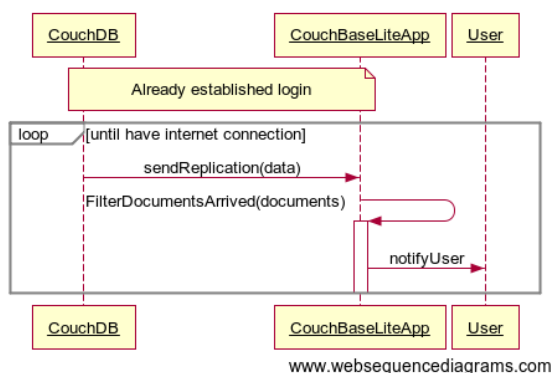 CouchDB
CouchBaseLiteApp
User
Already established login
loop
[until have internet connection]
sendReplication(data)
FilterDocumentsArrived(documents)
notifyUser
CouchDB
CouchBaseLiteApp
User
www.websequencediagrams.com